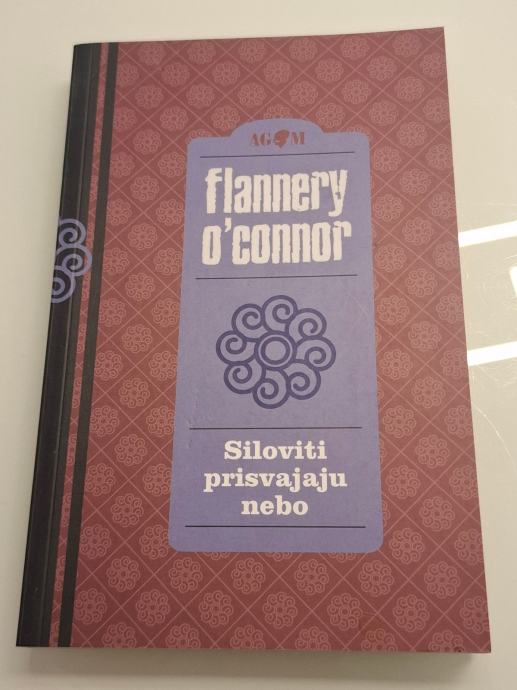 AGM
flannery
o'connor
Siloviti
prisvajaju
nebo